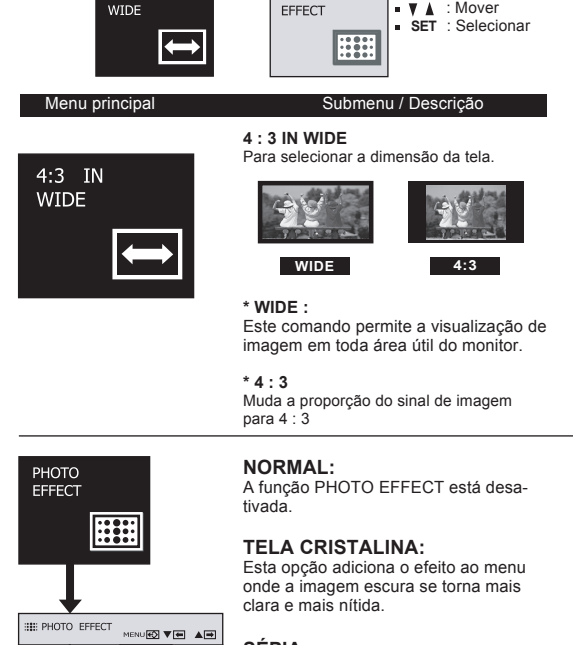 WIDE
EFFECT
▼ ▲ : Mover
SET : Selecionar
Menu principal
Submenu / Descrição
4:3 IN
WIDE
4 : 3 IN WIDE
Para selecionar a dimensão da tela.
WIDE
4:3
* WIDE :
Este comando permite a visualização de
imagem em toda área útil do monitor.
* 4 : 3
Muda a proporção do sinal de imagem
para 4 : 3
PHOTO
EFFECT
NORMAL:
A função PHOTO EFFECT está desa-
tivada.
TELA CRISTALINA:
Esta opção adiciona o efeito ao menu
onde a imagem escura se torna mais
clara e mais nítida.
PHOTO EFFECT
MENU ▼ ▲